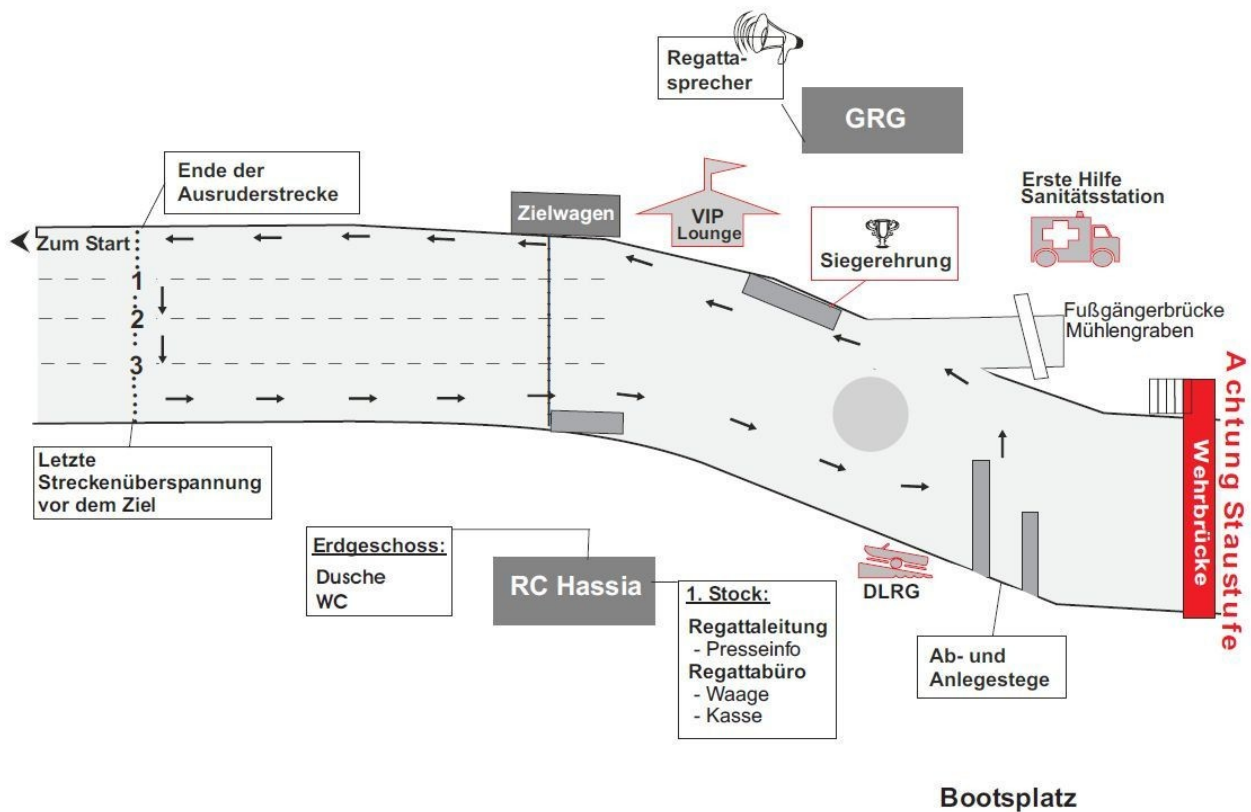 Regatta-
sprecher
GRG
Ende der
Ausruderstrecke
Zielwagen
VIP
Lounge
Siegerehrung
Erste Hilfe
Sanitätsstation
Zum Start
1
2
3
Fußgängerbrücke
Mühlengraben
Achtung Staustufe
Wehrbrücke
Letzte
Streckenüberspannung
vor dem Ziel
Erdgeschoss:
Dusche
WC
RC Hassia
1. Stock:
Regattaleitung
- Presseinfo
Regattabüro
- Waage
- Kasse
DLRG
Ab- und
Anlegestege
Bootsplatz